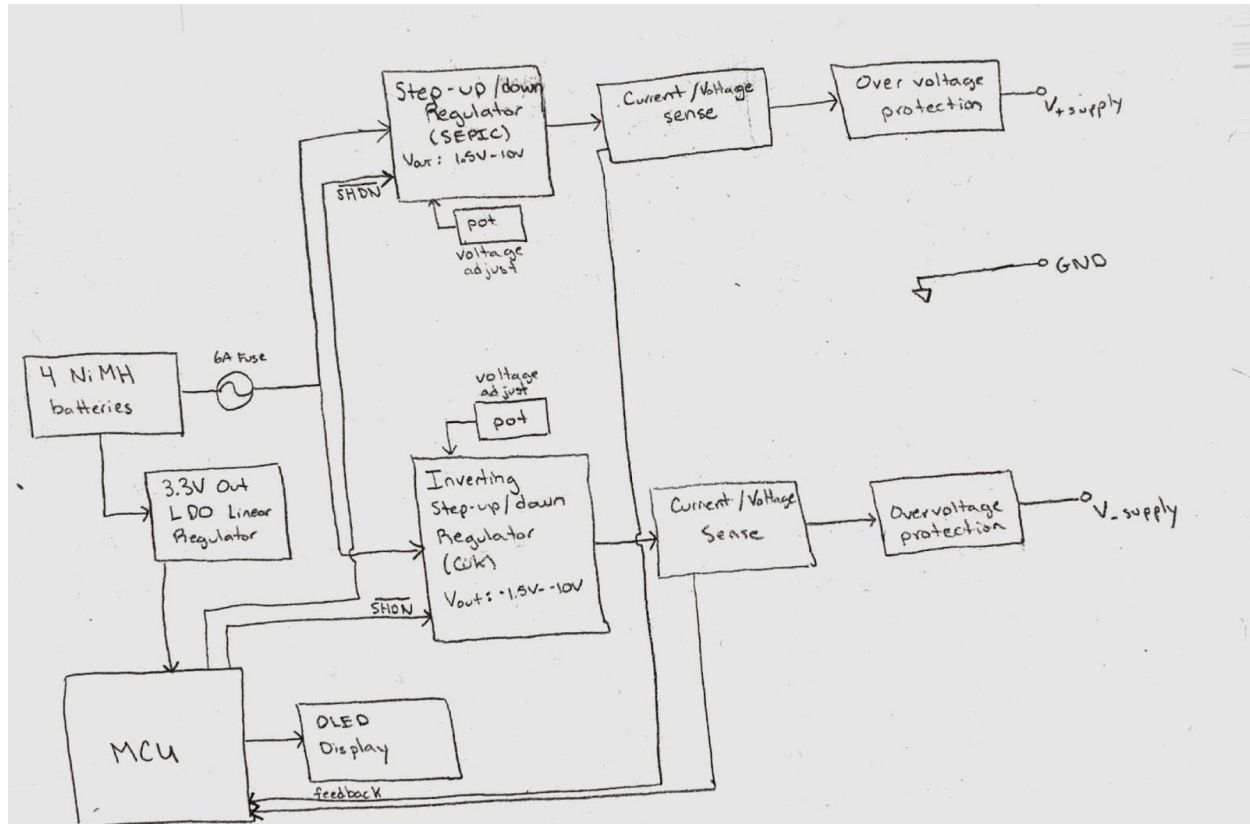 Step-up/down
Regulator
(SEPIC)
Vout: 1.5V-10V
SHDN
pot
voltage
adjust
Current/Voltage
sense
Over voltage
protection
V+supply
GND
4 NiMH
batteries
6A Fuse
3.3V Out
LDO Linear
Regulator
voltage
adjust
pot
Inverting
Step-up/down
Regulator
(Cuk)
Vout: -1.5V--10V
SHDN
Current/Voltage
Sense
Overvoltage
protection
V-supply
MCU
OLED
Display
feedback